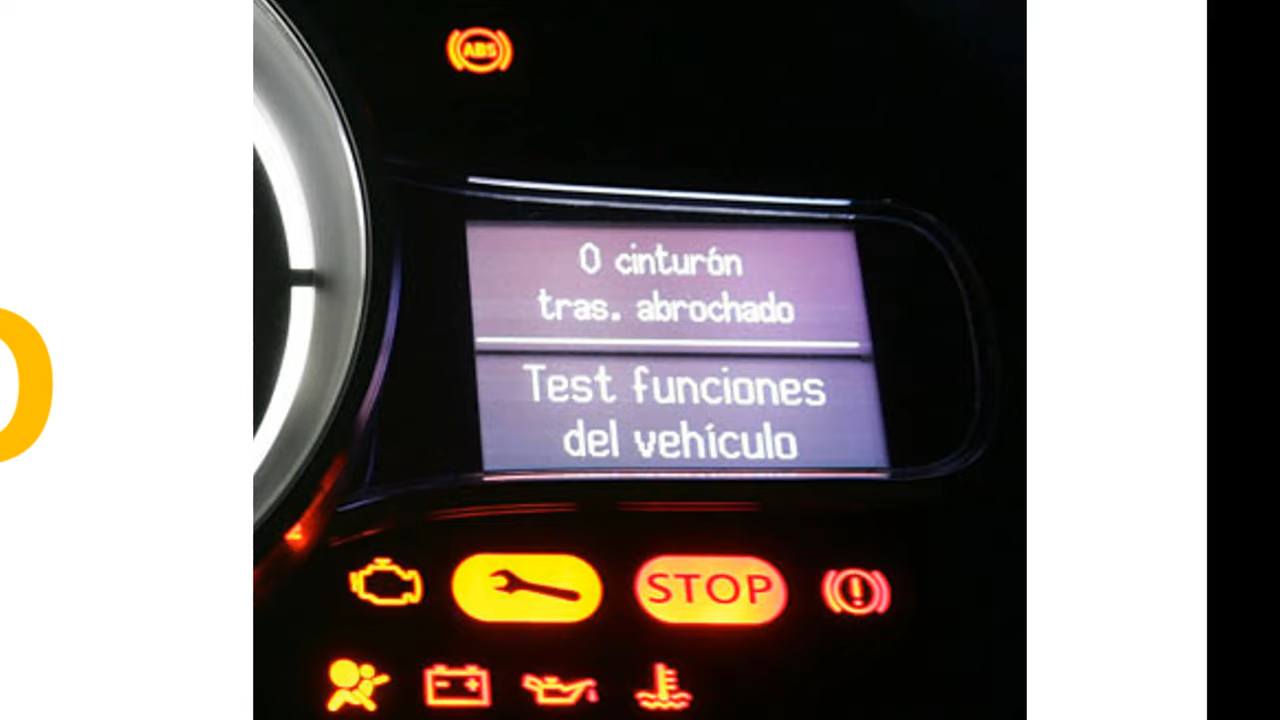 ABS
0 cinturón
tras. abrochado
Test funciones
del vehículo
STOP